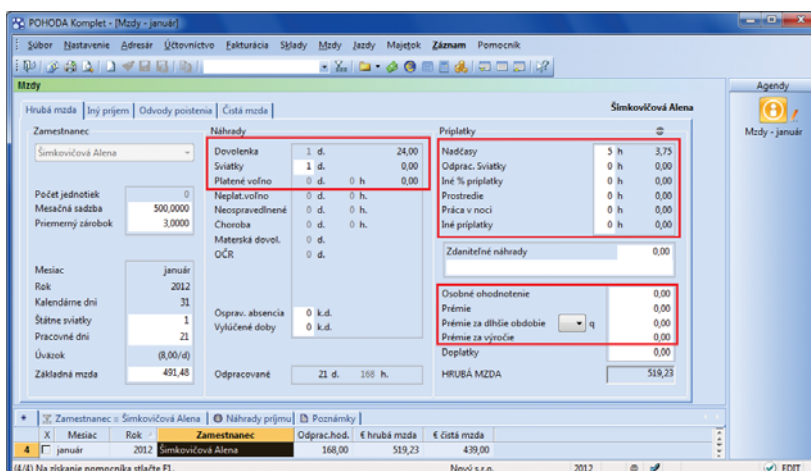 POHODA Komplet - [Mzdy - január]
Súbor Nastavenie Adresár Účtovníctvo Fakturácia Sklady Mzdy Jazdy Majetok Záznam Pomocník
Mzdy
Agendy
Hrubá mzda Iný príjem Odvody poistenia Čistá mzda Šimkovičová Alena
Mzdy - január
Zamestnanec Náhrady Príplatky
Šimkovičová Alena Dovolenka 1 d. 24,00 Nadčasy 5 h 3,75
Sviatky 1 d. 0,00 Odprac. Sviatky 0 h 0,00
Platené voľno 0 d. 0 h 0,00 Iné % príplatky 0 h 0,00
Počet jednotiek 0 Neplat.voľno 0 d. 0 h. Prostredie 0 h 0,00
Mesačná sadzba 500,0000 Neospravedlnené 0 d. 0 h. Práca v noci 0 h 0,00
Priemerný zárobok 3,0000 Choroba 0 d. 0 h. Iné príplatky 0 h 0,00
Materská dovol. 0 d.
OČR 0 d. Zdaniteľné náhrady 0,00
Mesiac január
Rok 2012 Osobné ohodnotenie 0,00
Kalendárne dni 31 Osprav. absencia 0 k.d. Prémie 0,00
Štátne sviatky 1 Vylúčené doby 0 k.d. Prémie za dlhšie obdobie q 0,00
Pracovné dni 21 Prémie za výročie 0,00
Úväzok (8,00/d) Doplatky 0,00
Základná mzda 491,48 Odpracované 21 d. 168 h. HRUBÁ MZDA 519,23
Zamestnanec = Šimkovičová Alena Náhrady príjmu Poznámky
X Mesiac Rok Zamestnanec Odprac.hod. € hrubá mzda € čistá mzda
4 január 2012 Šimkovičová Alena 168,00 519,23 439,00
(4/4) Na získanie pomocníka stlačte F1. Nový s.r.o. 2012 @ EDIT